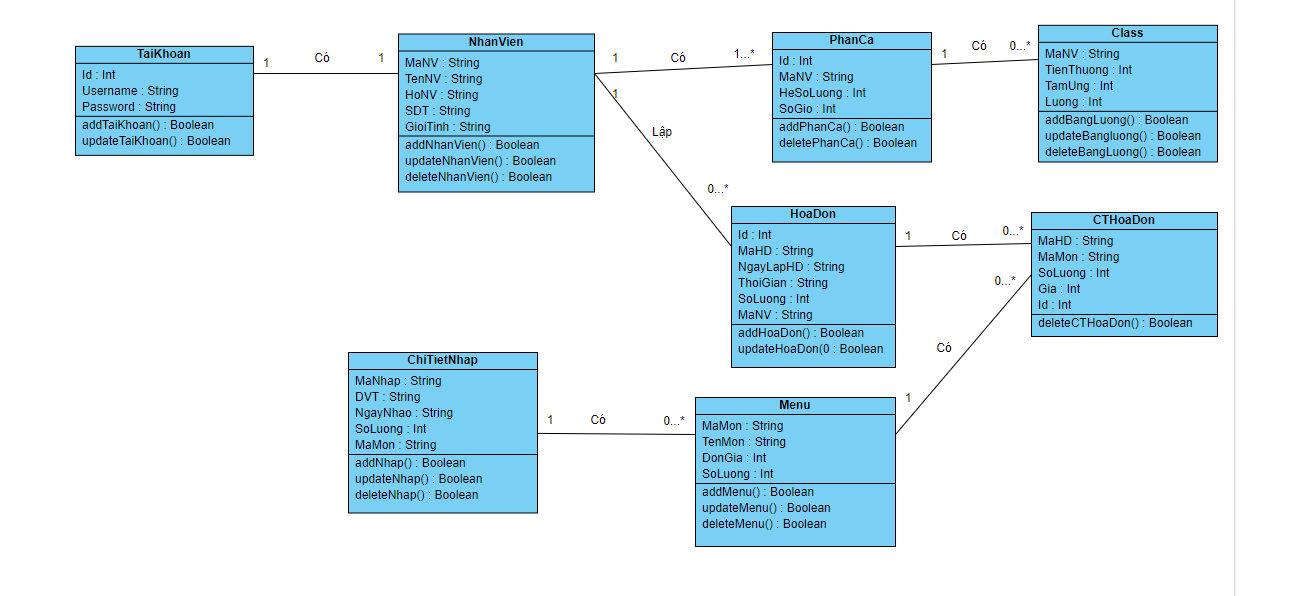 TaiKhoan
Id : Int
Username : String
Password : String
addTaiKhoan() : Boolean
updateTaiKhoan() : Boolean
1
Có
1
NhanVien
MaNV : String
TenNV : String
HoNV : String
SDT : String
GioiTinh : String
addNhanVien() : Boolean
updateNhanVien() : Boolean
deleteNhanVien() : Boolean
1
Có
1...*
PhanCa
Id : Int
MaNV : String
HeSoLuong : Int
SoGio : Int
addPhanCa() : Boolean
deletePhanCa() : Boolean
1
Có
0...*
Class
MaNV : String
TienThuong : Int
TamUng : Int
Luong : Int
addBangLuong() : Boolean
updateBangluong() : Boolean
deleteBangLuong() : Boolean
1
Lập
0...*
HoaDon
Id : Int
MaHD : String
NgayLapHD : String
ThoiGian : String
SoLuong : Int
MaNV : String
addHoaDon() : Boolean
updateHoaDon(0 : Boolean
1
Có
0...*
CTHoaDon
MaHD : String
MaMon : String
SoLuong : Int
Gia : Int
Id : Int
deleteCTHoaDon() : Boolean
0...*
Có
1
ChiTietNhap
MaNhap : String
DVT : String
NgayNhao : String
SoLuong : Int
MaMon : String
addNhap() : Boolean
updateNhap() : Boolean
deleteNhap() : Boolean
1
Có
0...*
Menu
MaMon : String
TenMon : String
DonGia : Int
SoLuong : Int
addMenu() : Boolean
updateMenu() : Boolean
deleteMenu() : Boolean